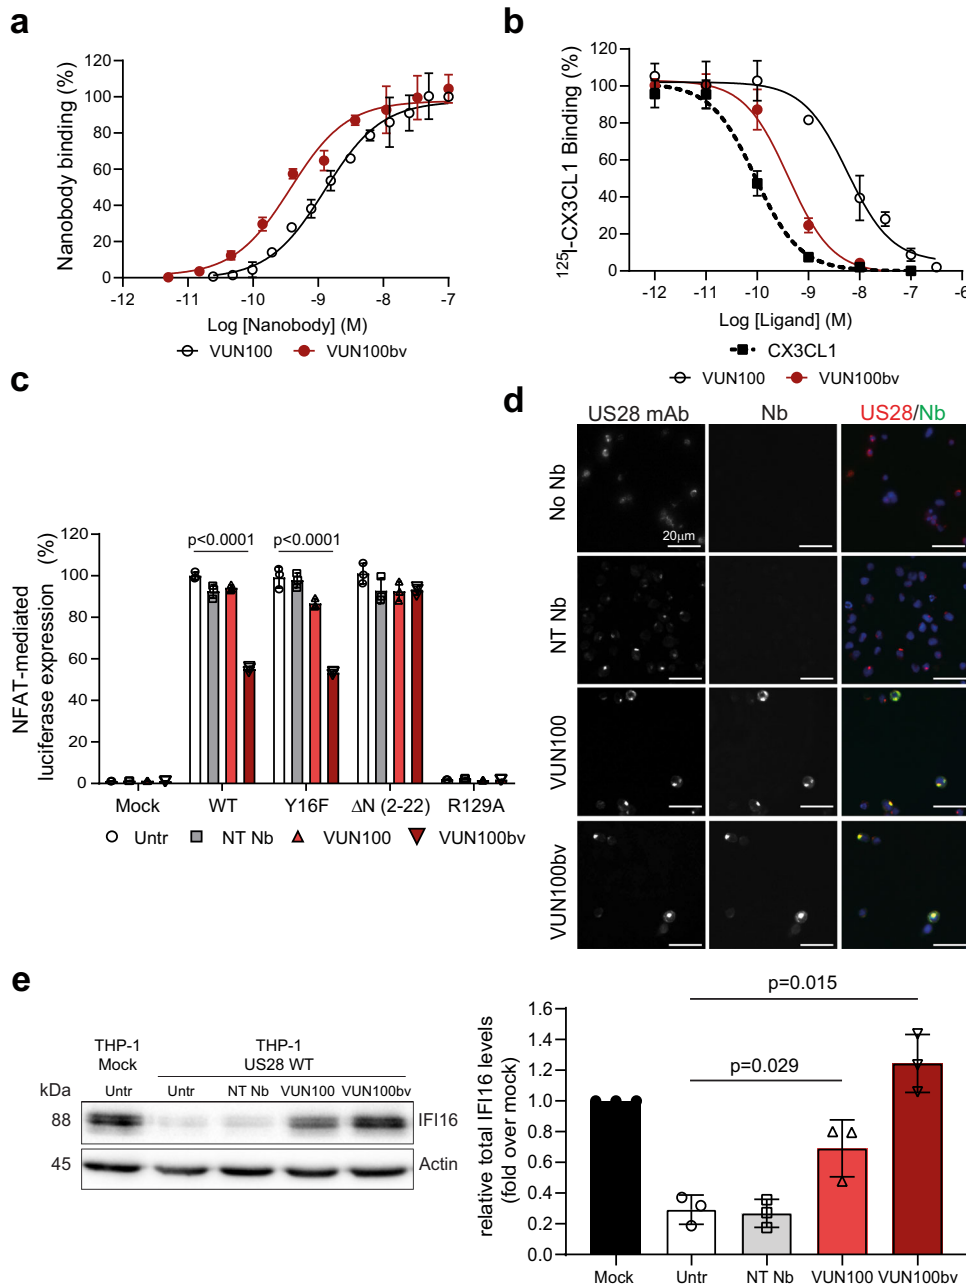 a
Nanobody binding (%)
120
100
80
60
40
20
0
-12 -11 -10 -9 -8 -7
Log [Nanobody] (M)
VUN100 VUN100bv
b
125I-CX3CL1 Binding (%)
120
100
80
60
40
20
0
-12 -11 -10 -9 -8 -7 -6
Log [Ligand] (M)
CX3CL1
VUN100 VUN100bv
c
NFAT-mediated
luciferase expression (%)
120
100
80
60
40
20
0
p<0.0001 p<0.0001
Mock WT Y16F ΔN (2-22) R129A
Untr NT Nb VUN100 VUN100bv
d
US28 mAb Nb US28/Nb
No Nb
20μm
NT Nb
VUN100
VUN100bv
e
THP-1
Mock
THP-1
US28 WT
kDa Untr Untr NT Nb VUN100 VUN100bv
88 IFI16
45 Actin
relative total IFI16 levels
(fold over mock)
1.6
1.4
1.2
1.0
0.8
0.6
0.4
0.2
0.0
p=0.015
p=0.029
Mock Untr NT Nb VUN100 VUN100bv